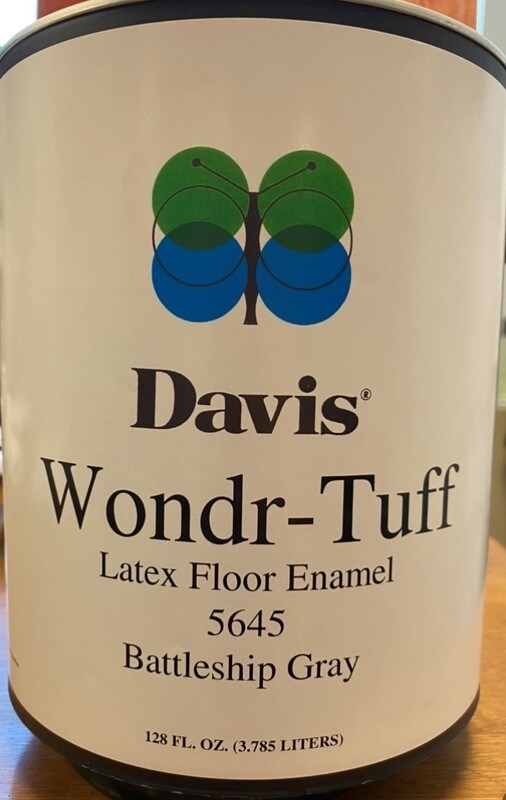 Davis®
Wondr-Tuff
Latex Floor Enamel
5645
Battleship Gray
128 FL. OZ. (3.785 LITERS)